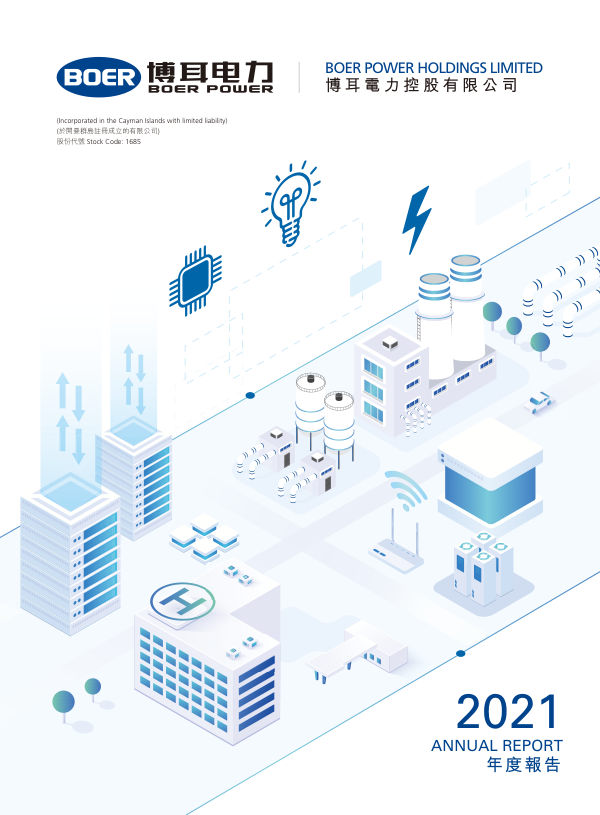 BOER
博耳电力
BOER POWER
BOER POWER HOLDINGS LIMITED
博耳電力控股有限公司
(Incorporated in the Cayman Islands with limited liability)
(於開曼群島註冊成立的有限公司)
股份代號 Stock Code: 1685
H
2021
ANNUAL REPORT
年度報告